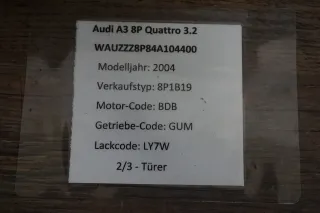 Audi A3 8P Quattro 3.2
WAUZZZ8P84A104400
Modelljahr: 2004
Verkaufstyp: 8P1B19
Motor-Code: BDB
Getriebe-Code: GUM
Lackcode: LY7W
2/3 - Türer